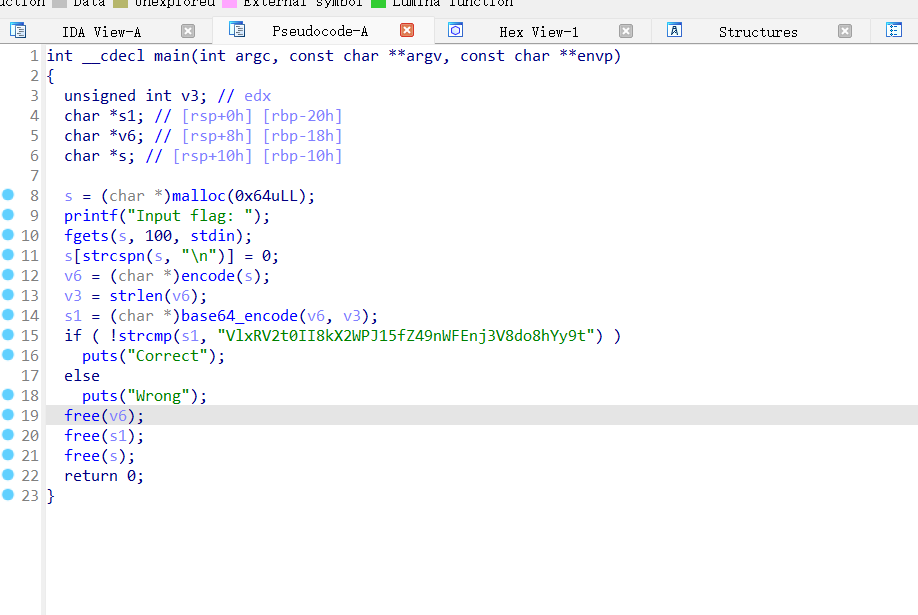 uction Data Unexplored External symbol Lumina function
IDA View-A Pseudocode-A Hex View-1 Structures
1 int __cdecl main(int argc, const char **argv, const char **envp)
2 {
3 unsigned int v3; // edx
4 char *s1; // [rsp+0h] [rbp-20h]
5 char *v6; // [rsp+8h] [rbp-18h]
6 char *s; // [rsp+10h] [rbp-10h]
7
8 s = (char *)malloc(0x64uLL);
9 printf("Input flag: ");
10 fgets(s, 100, stdin);
11 s[strcspn(s, "\n")] = 0;
12 v6 = (char *)encode(s);
13 v3 = strlen(v6);
14 s1 = (char *)base64_encode(v6, v3);
15 if ( !strcmp(s1, "VlxRV2t0II8kX2WPJ15fZ49nWFEnj3V8do8hYy9t") )
16 puts("Correct");
17 else
18 puts("Wrong");
19 free(v6);
20 free(s1);
21 free(s);
22 return 0;
23 }